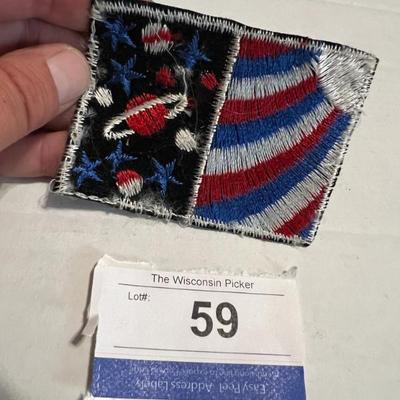 The Wisconsin Picker
Lot#:
59
Easy Peel Address Labels